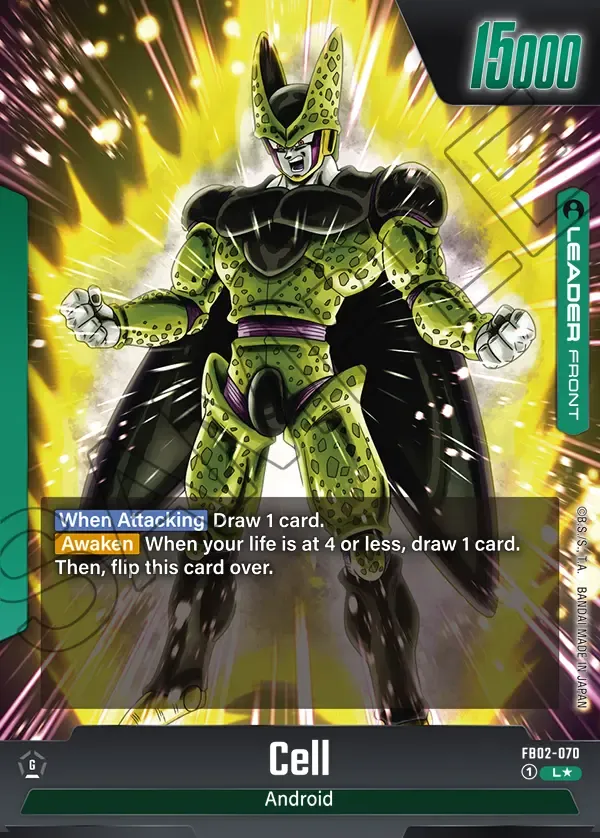 15000
LEADER FRONT
SAMPLE
When Attacking Draw 1 card.
Awaken When your life is at 4 or less, draw 1 card.
Then, flip this card over.
©B.S./S.,T.A. BANDAI MADE IN JAPAN
G
Cell
FB02-070
1 L★
Android